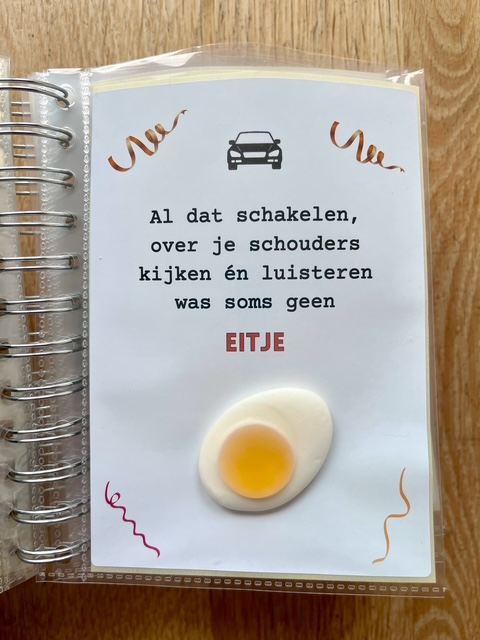 Al dat schakelen,
over je schouders
kijken én luisteren
was soms geen
EITJE